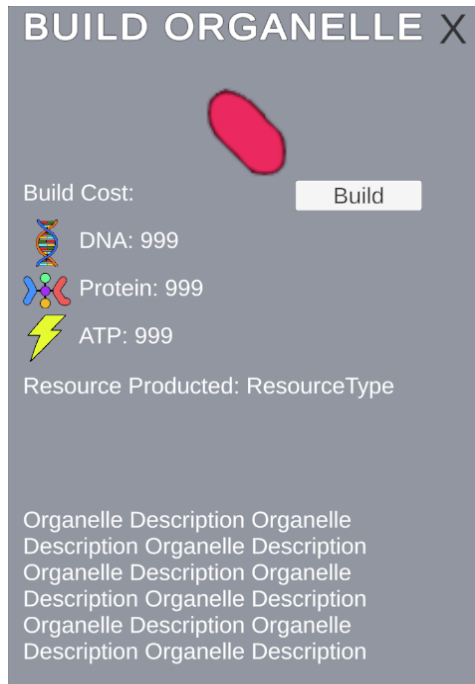 BUILD ORGANELLE X
Build Cost:
Build
DNA: 999
Protein: 999
ATP: 999
Resource Producted: ResourceType
Organelle Description Organelle
Description Organelle Description
Organelle Description Organelle
Description Organelle Description
Organelle Description Organelle
Description Organelle Description